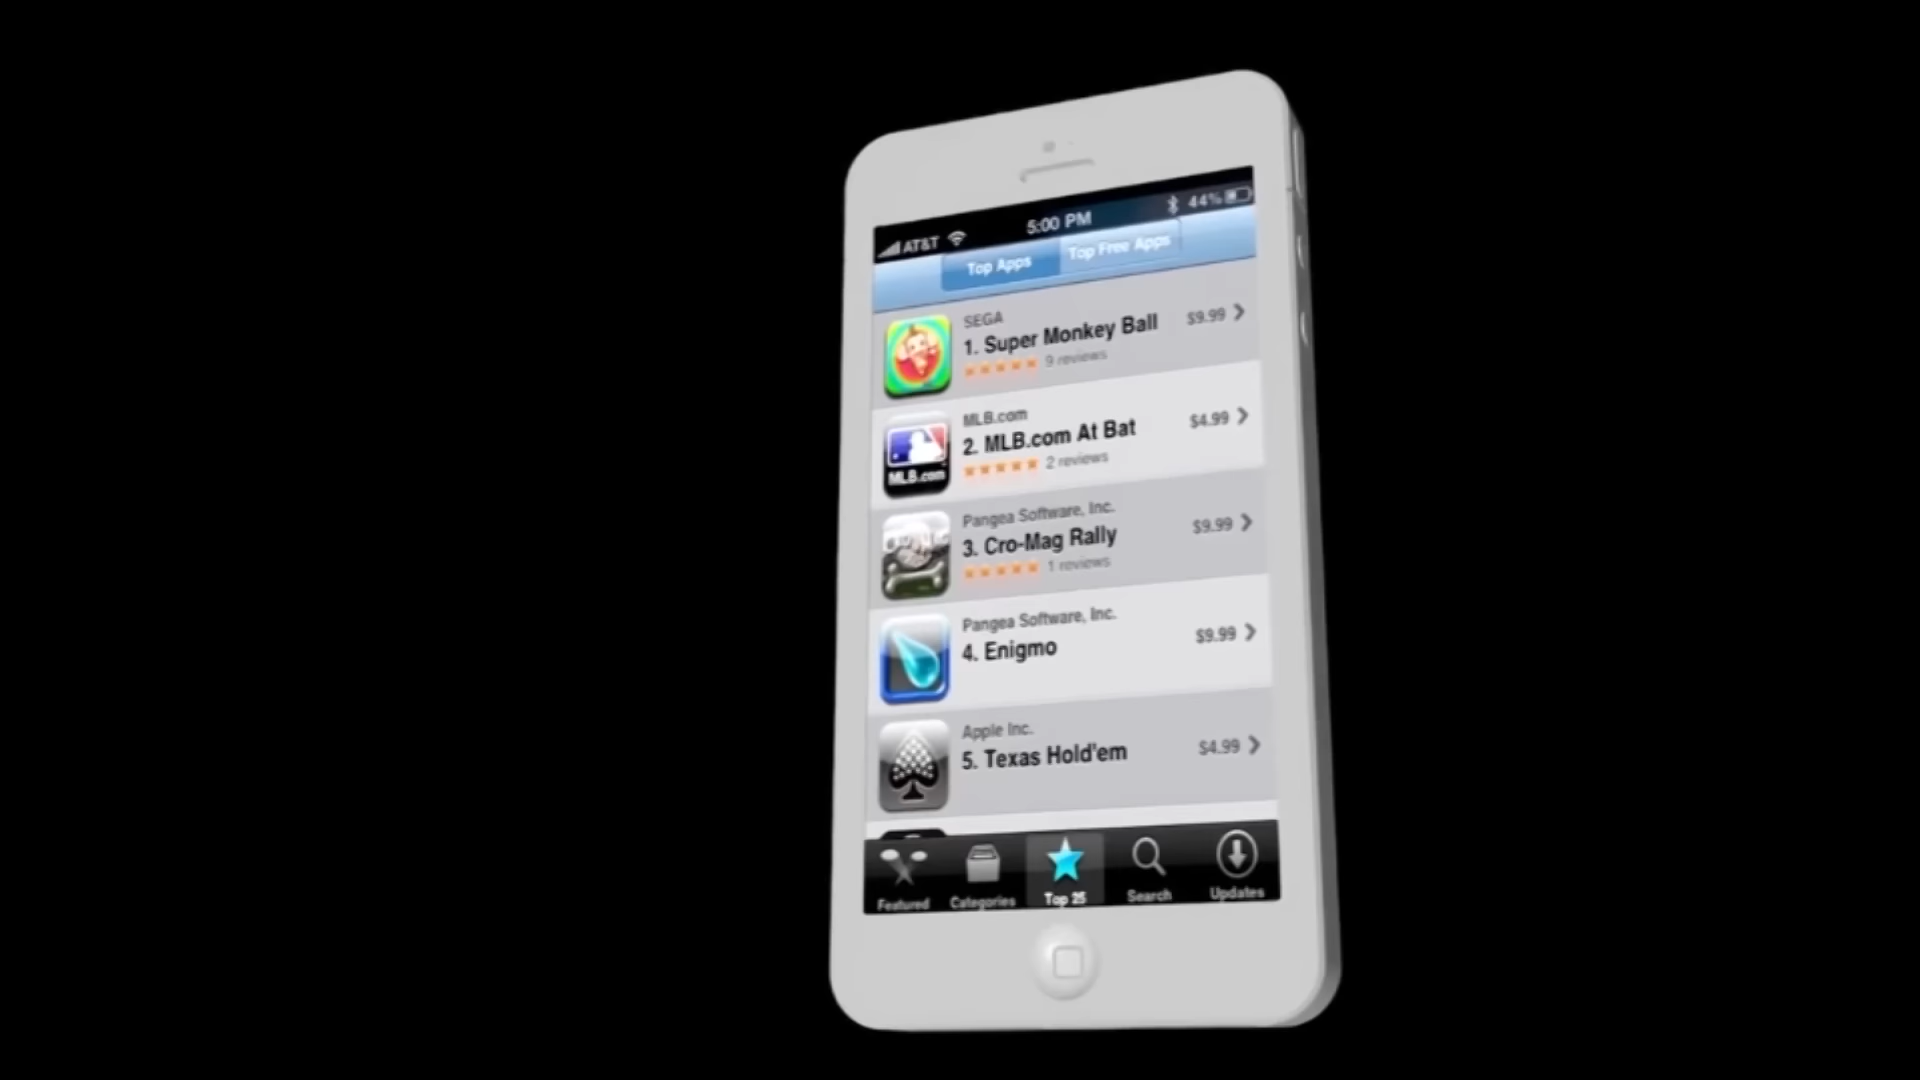 AT&T
5:00 PM
44%
Top Apps
Top Free Apps
SEGA
1. Super Monkey Ball
$9.99
9 reviews
MLB.com
MLB.com
2. MLB.com At Bat
$4.99
2 reviews
Pangea Software, Inc.
3. Cro-Mag Rally
$9.99
1 reviews
Pangea Software, Inc.
4. Enigmo
$9.99
Apple Inc.
5. Texas Hold'em
$4.99
Featured
Categories
Top 25
Search
Updates